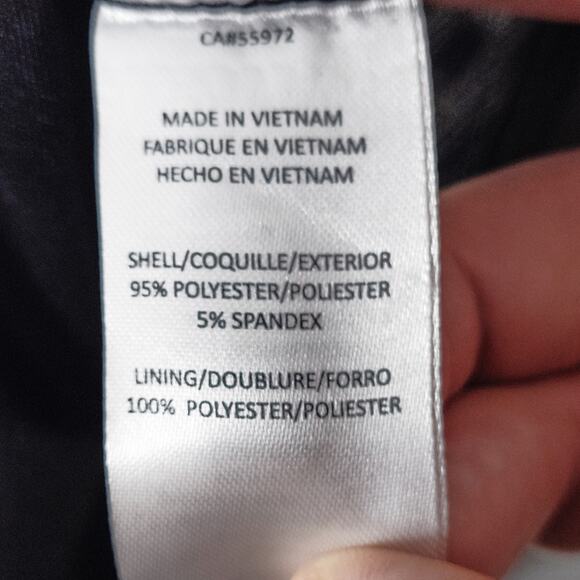 CA#55972
MADE IN VIETNAM
FABRIQUE EN VIETNAM
HECHO EN VIETNAM
SHELL/COQUILLE/EXTERIOR
95% POLYESTER/POLIESTER
5% SPANDEX
LINING/DOUBLURE/FORRO
100% POLYESTER/POLIESTER